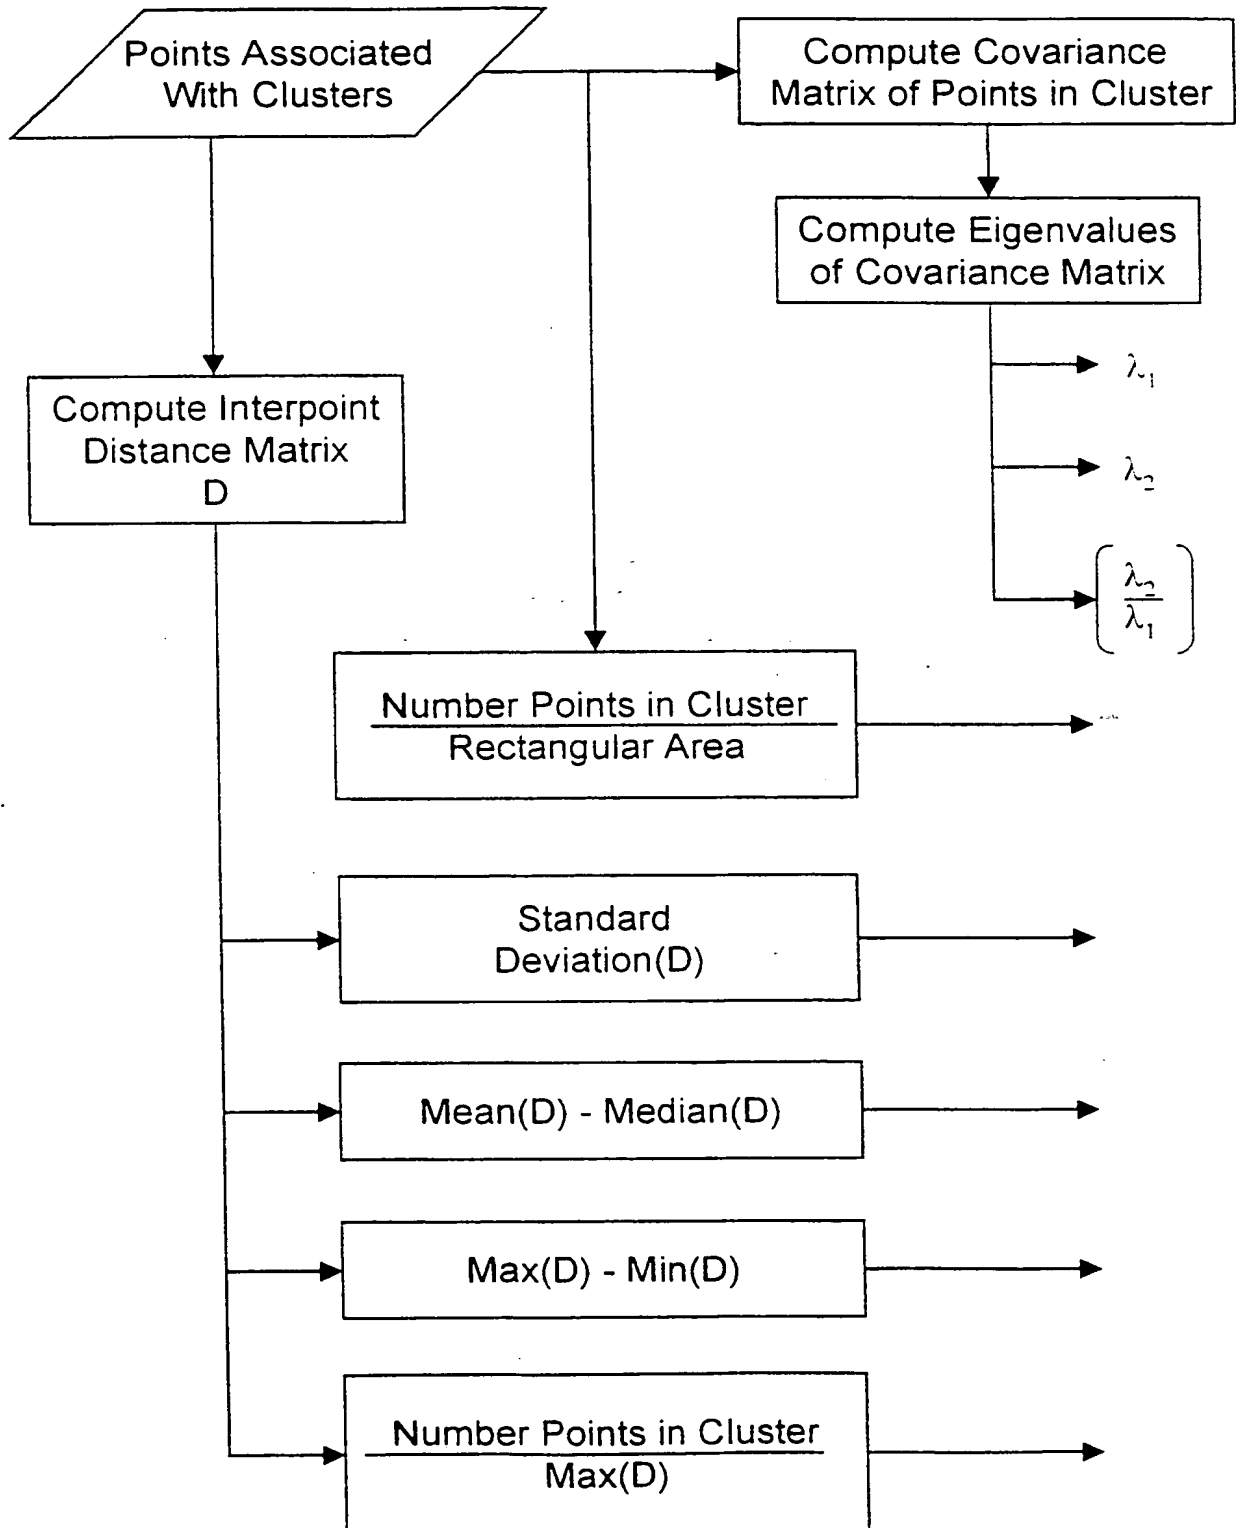 Points Associated
With Clusters
Compute Covariance
Matrix of Points in Cluster
Compute Eigenvalues
of Covariance Matrix
λ₁
λ₂
λ₂
λ₁
Compute Interpoint
Distance Matrix
D
Number Points in Cluster
Rectangular Area
Standard
Deviation(D)
Mean(D) - Median(D)
Max(D) - Min(D)
Number Points in Cluster
Max(D)